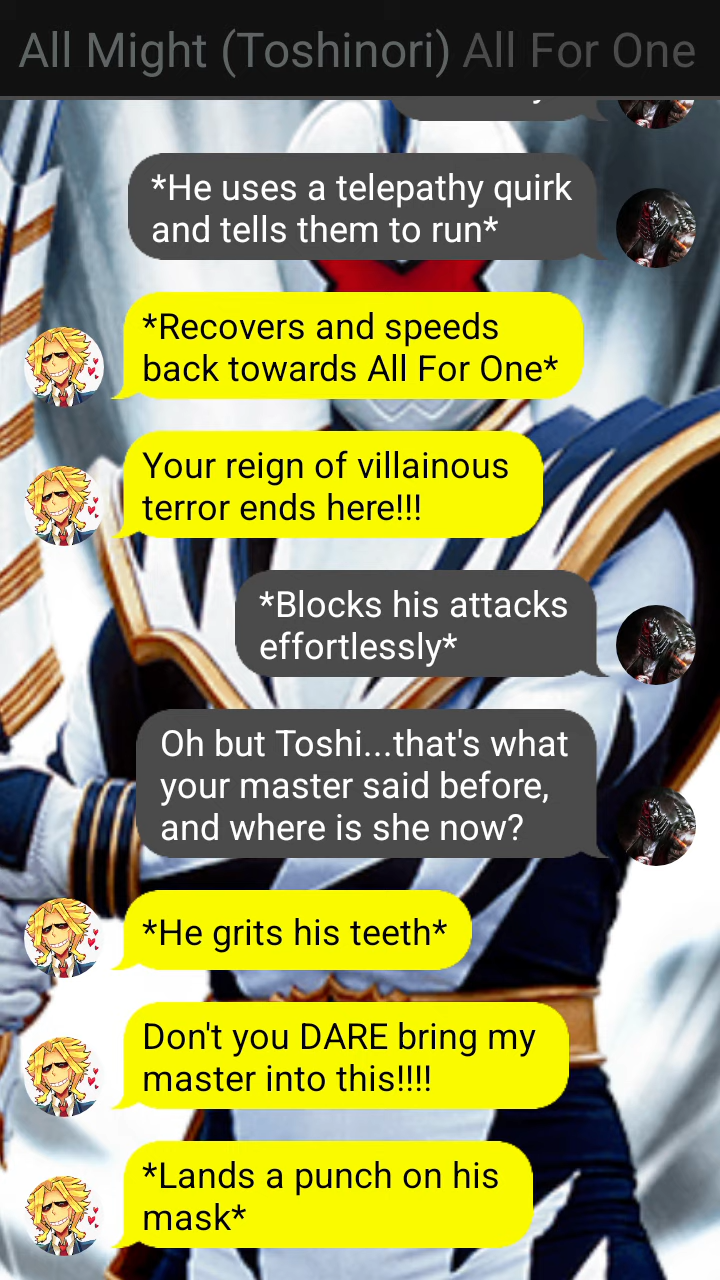 All Might (Toshinori) All For One
*He uses a telepathy quirk
and tells them to run*
*Recovers and speeds
back towards All For One*
Your reign of villainous
terror ends here!!!
*Blocks his attacks
effortlessly*
Oh but Toshi...that's what
your master said before,
and where is she now?
*He grits his teeth*
Don't you DARE bring my
master into this!!!!
*Lands a punch on his
mask*